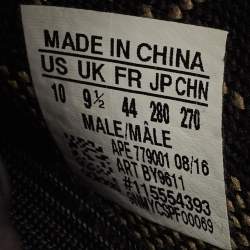 MADE IN CHINA
US UK FR JP CHN
10 9½ 44 280 270
MALE/MÂLE
APE 779001 08/16
ART BY9611
#115554393
SNMYCSPF00069